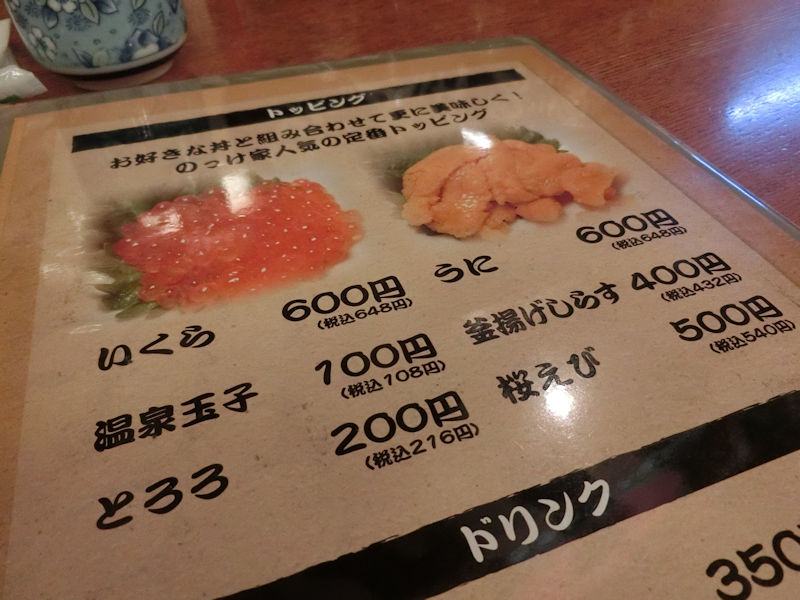 トッピング
お好きな丼と組み合わせて更に美味しく！
のっけ家人気の定番トッピング
いくら 600円
(税込648円)
うに 600円
(税込648円)
温泉玉子 100円
(税込108円)
釜揚げしらす 400円
(税込432円)
とろろ 200円
(税込216円)
桜えび 500円
(税込540円)
ドリンク
350